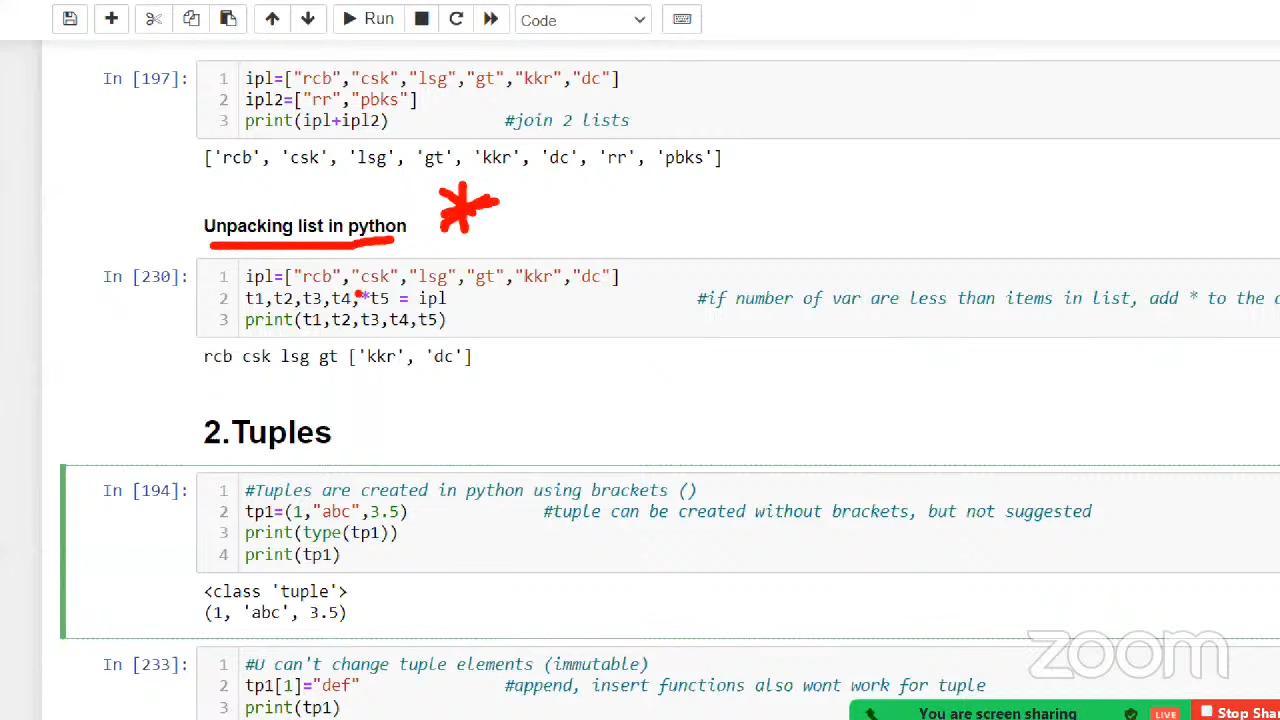 Run
Code
In [197]:
1 ipl=["rcb","csk","lsg","gt","kkr","dc"]
2 ipl2=["rr","pbks"]
3 print(ipl+ipl2) #join 2 lists
['rcb', 'csk', 'lsg', 'gt', 'kkr', 'dc', 'rr', 'pbks']
Unpacking list in python
In [230]:
1 ipl=["rcb","csk","lsg","gt","kkr","dc"]
2 t1,t2,t3,t4,*t5 = ipl #if number of var are less than items in list, add * to the
3 print(t1,t2,t3,t4,t5)
rcb csk lsg gt ['kkr', 'dc']
2.Tuples
In [194]:
1 #Tuples are created in python using brackets ()
2 tp1=(1,"abc",3.5) #tuple can be created without brackets, but not suggested
3 print(type(tp1))
4 print(tp1)
<class 'tuple'>
(1, 'abc', 3.5)
In [233]:
1 #U can't change tuple elements (immutable)
2 tp1[1]="def" #append, insert functions also wont work for tuple
3 print(tp1)
zoom
You are screen sharing
LIVE
Stop Sha